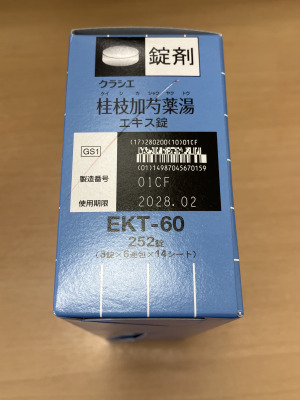 錠剤
クラシエ
ケイ シ カ シャク ヤク トウ
桂枝加芍薬湯
エキス錠
(17)280200(10)01CF
GS1
(01)14987045670159
製造番号 01CF
使用期限 2028.02
EKT-60
252錠
(3錠×6連包×14シート)